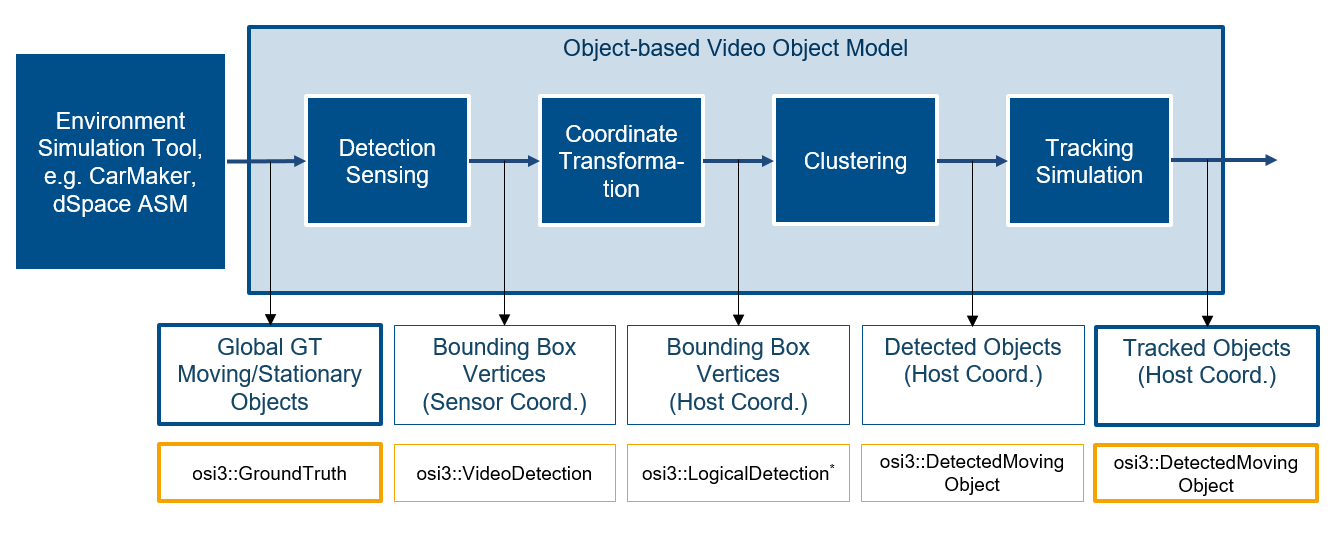 Object-based Video Object Model
Environment
Simulation Tool,
e.g. CarMaker,
dSpace ASM
Detection
Sensing
Coordinate
Transforma-
tion
Clustering
Tracking
Simulation
Global GT
Moving/Stationary
Objects
Bounding Box
Vertices
(Sensor Coord.)
Bounding Box
Vertices
(Host Coord.)
Detected Objects
(Host Coord.)
Tracked Objects
(Host Coord.)
osi3::GroundTruth
osi3::VideoDetection
osi3::LogicalDetection*
osi3::DetectedMoving
Object
osi3::DetectedMoving
Object